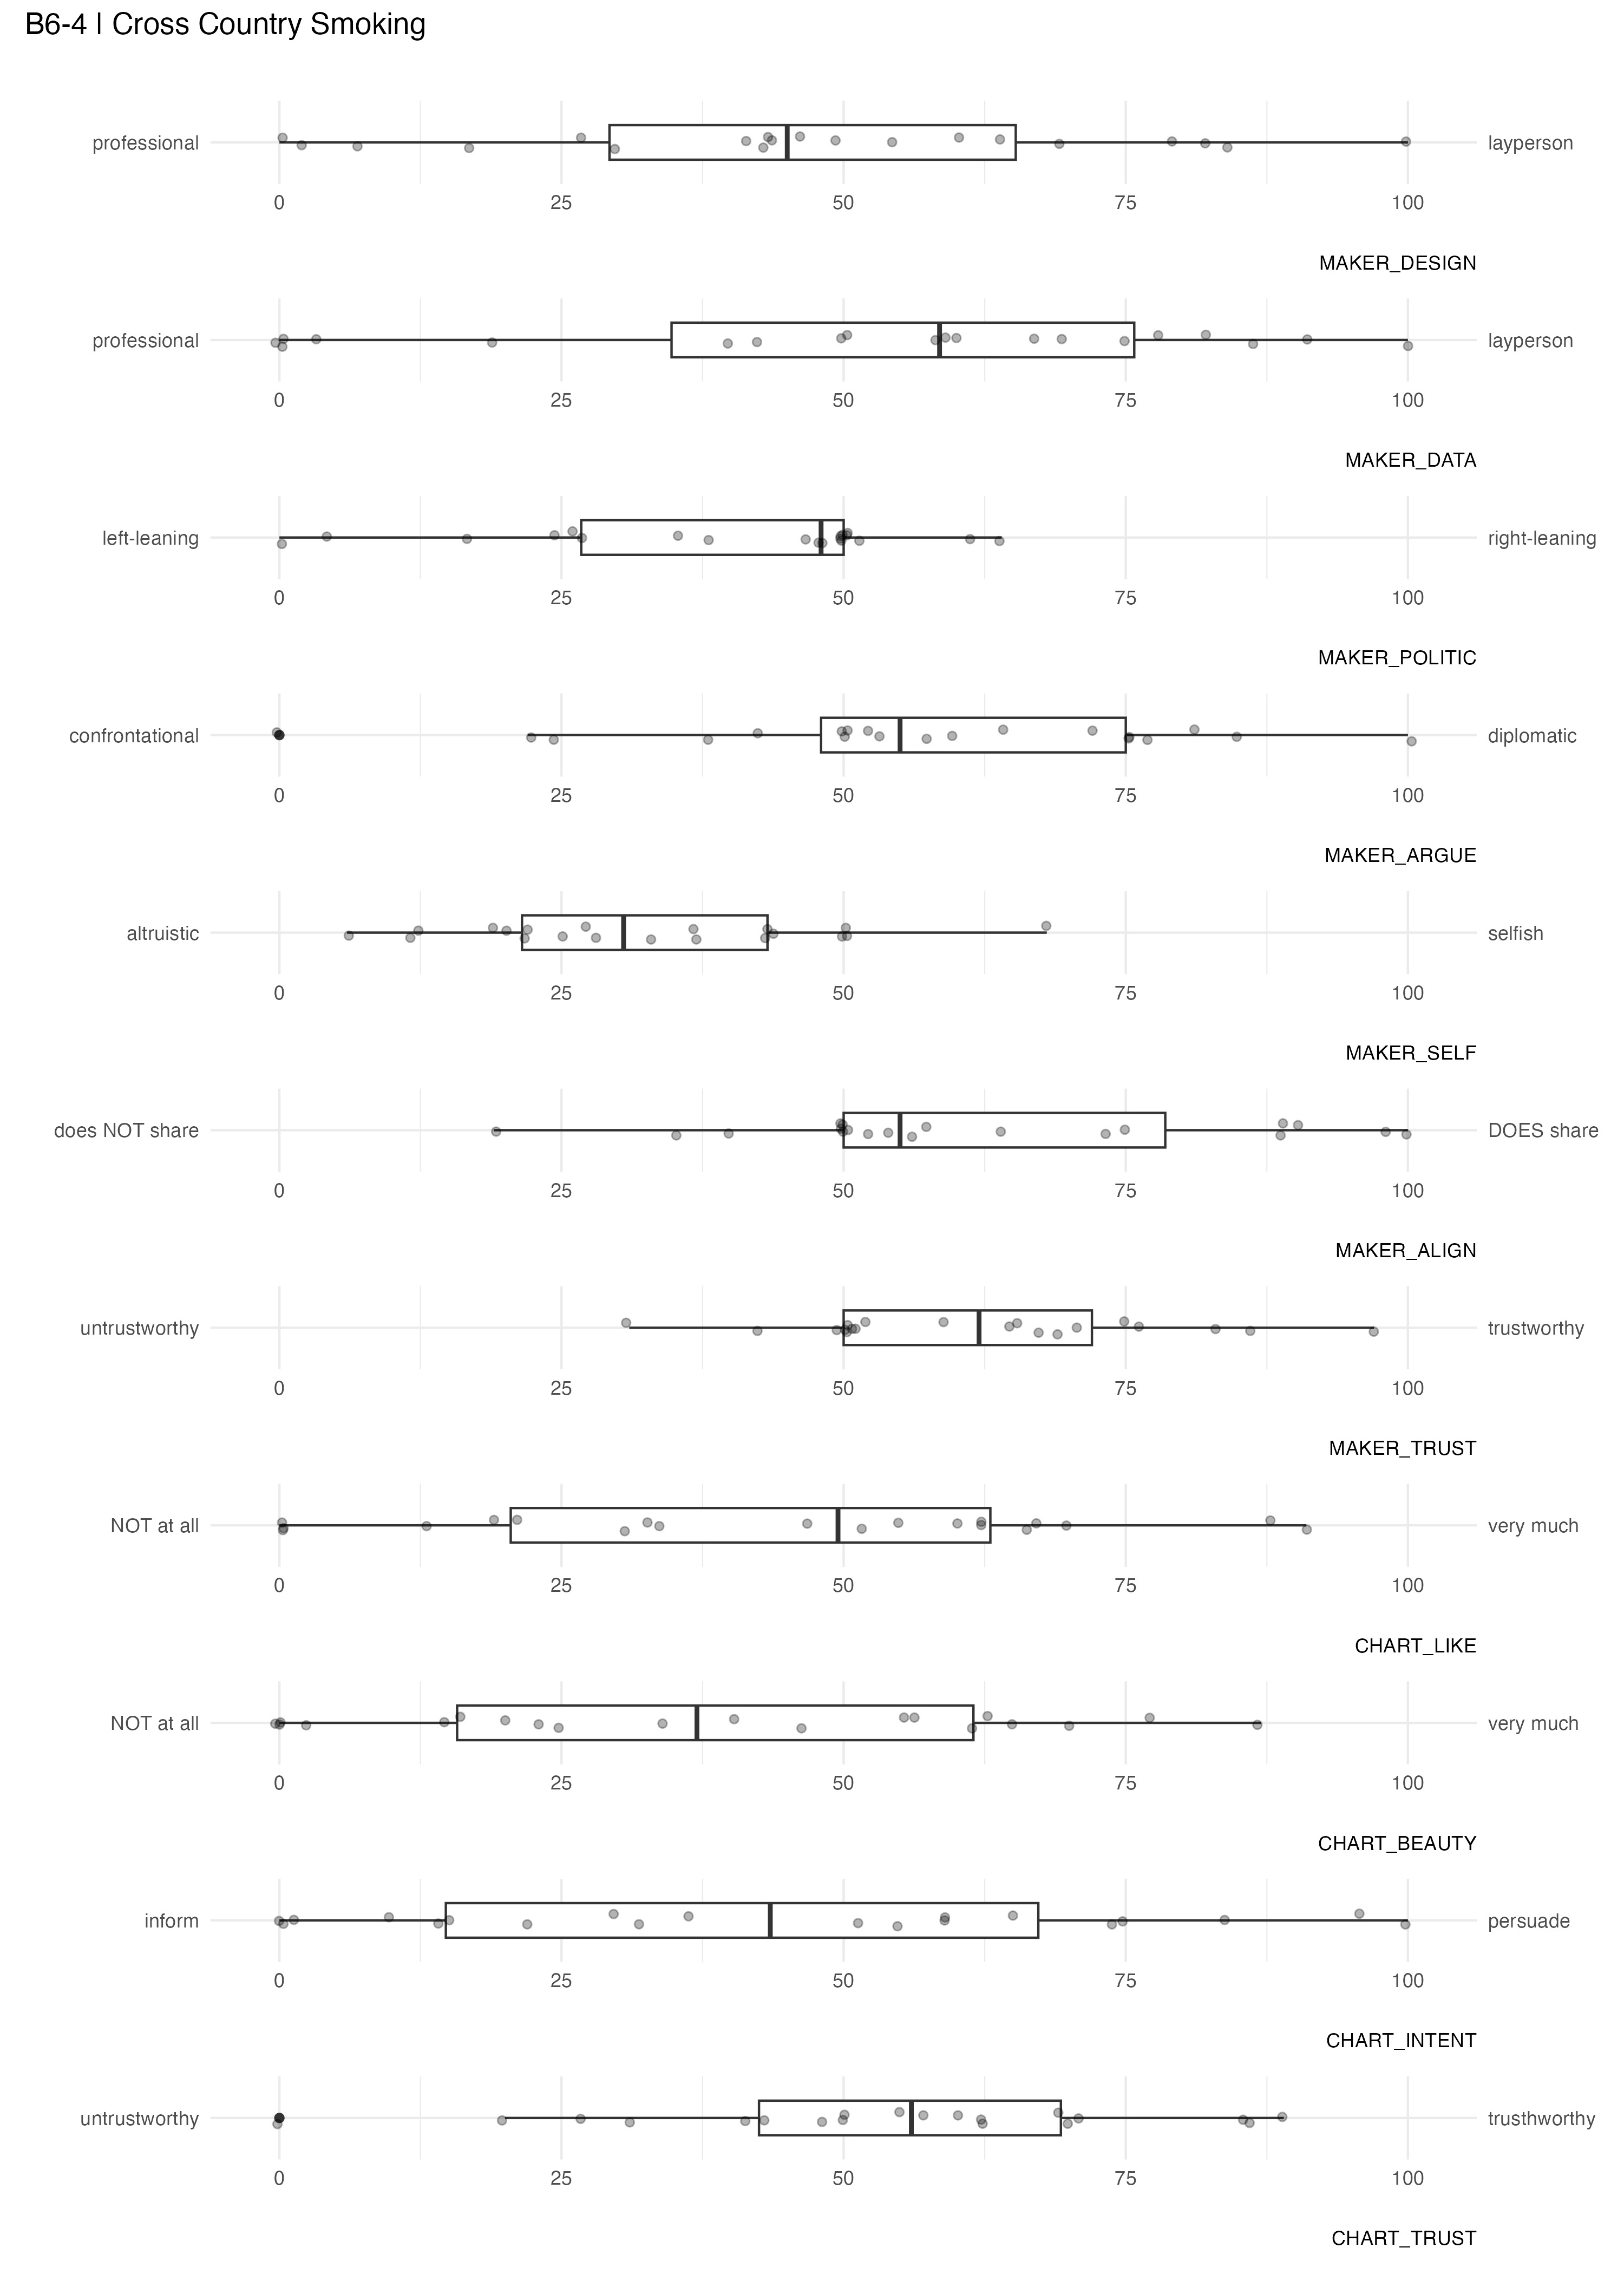 B6-4 | Cross Country Smoking
professional layperson
0 25 50 75 100
MAKER_DESIGN
professional layperson
0 25 50 75 100
MAKER_DATA
left-leaning right-leaning
0 25 50 75 100
MAKER_POLITIC
confrontational diplomatic
0 25 50 75 100
MAKER_ARGUE
altruistic selfish
0 25 50 75 100
MAKER_SELF
does NOT share DOES share
0 25 50 75 100
MAKER_ALIGN
untrustworthy trustworthy
0 25 50 75 100
MAKER_TRUST
NOT at all very much
0 25 50 75 100
CHART_LIKE
NOT at all very much
0 25 50 75 100
CHART_BEAUTY
inform persuade
0 25 50 75 100
CHART_INTENT
untrustworthy trusthworthy
0 25 50 75 100
CHART_TRUST